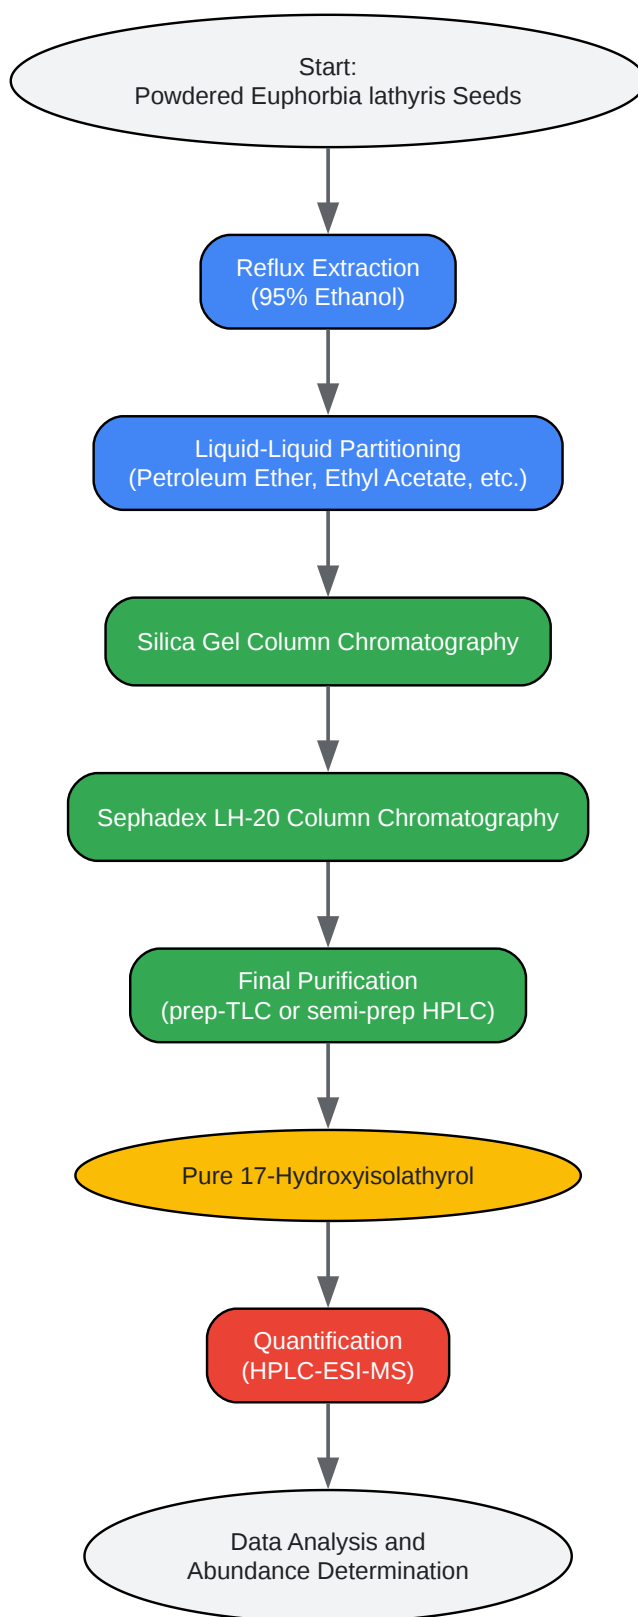 Start:
Powdered Euphorbia lathyris Seeds
Reflux Extraction
(95% Ethanol)
Liquid-Liquid Partitioning
(Petroleum Ether, Ethyl Acetate, etc.)
Silica Gel Column Chromatography
Sephadex LH-20 Column Chromatography
Final Purification
(prep-TLC or semi-prep HPLC)
Pure 17-Hydroxyisolathyrol
Quantification
(HPLC-ESI-MS)
Data Analysis and
Abundance Determination